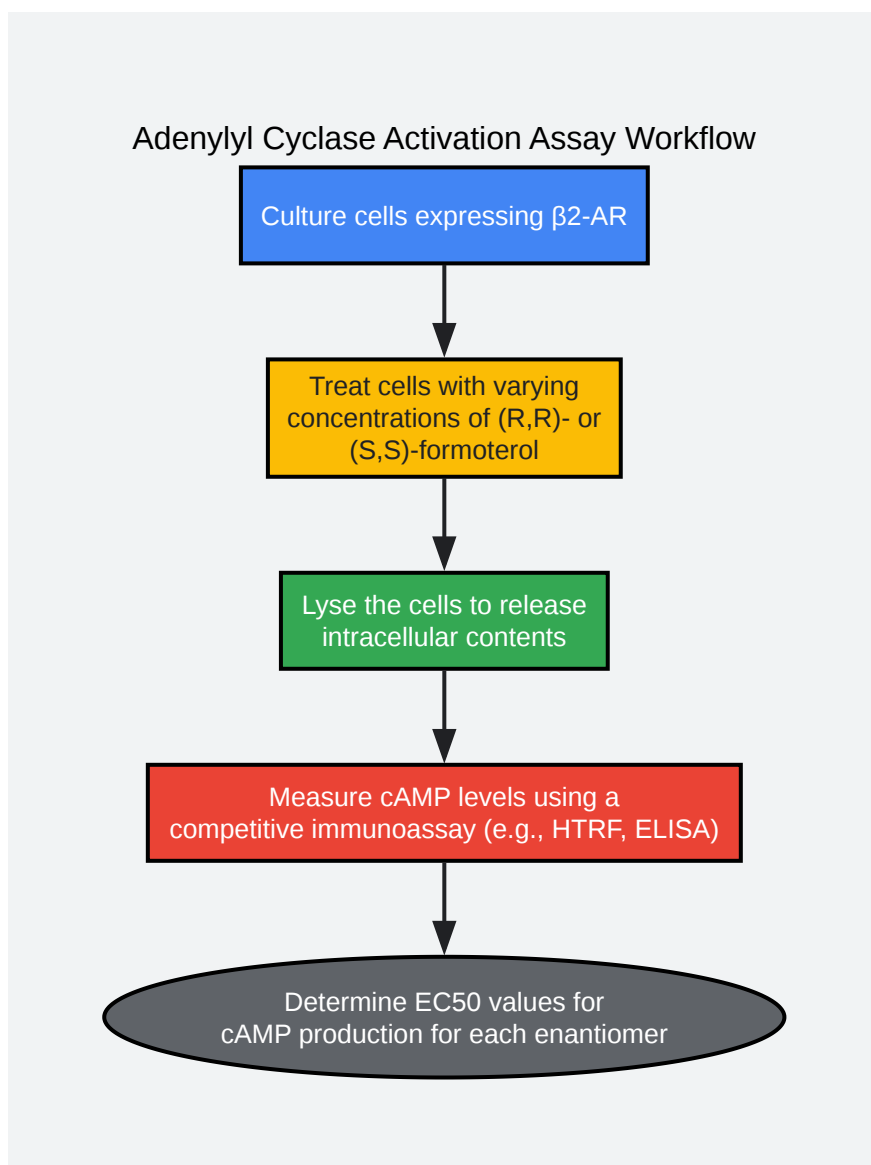 Adenylyl Cyclase Activation Assay Workflow
Culture cells expressing β2-AR
Treat cells with varying
concentrations of (R,R)- or
(S,S)-formoterol
Lyse the cells to release
intracellular contents
Measure cAMP levels using a
competitive immunoassay (e.g., HTRF, ELISA)
Determine EC50 values for
cAMP production for each enantiomer